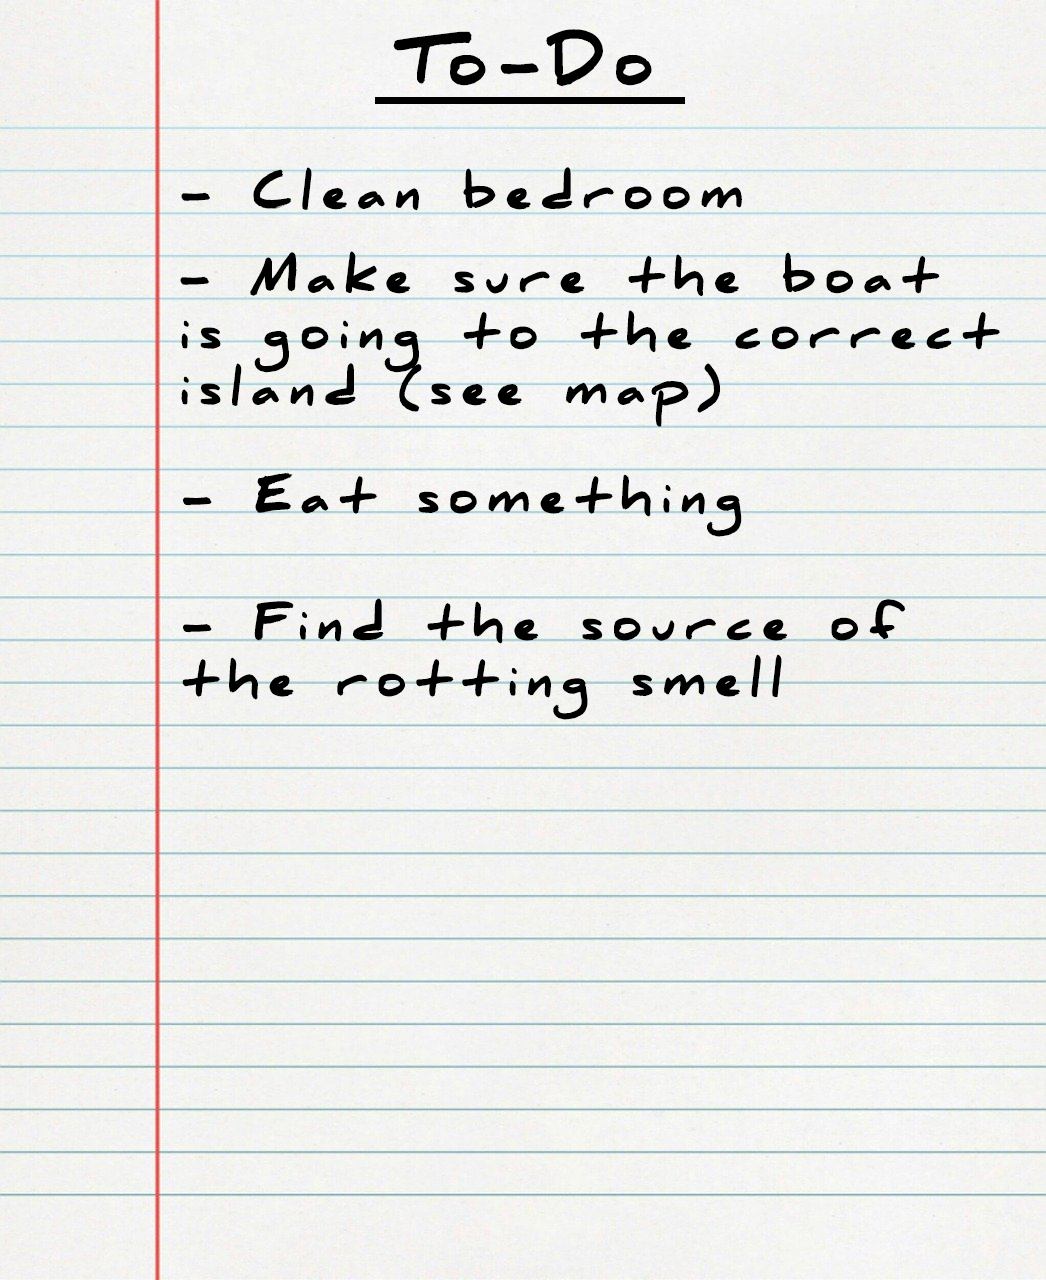 To-Do
- Clean bedroom
- Make sure the boat
is going to the correct
island (see map)
- Eat something
- Find the source of
the rotting smell